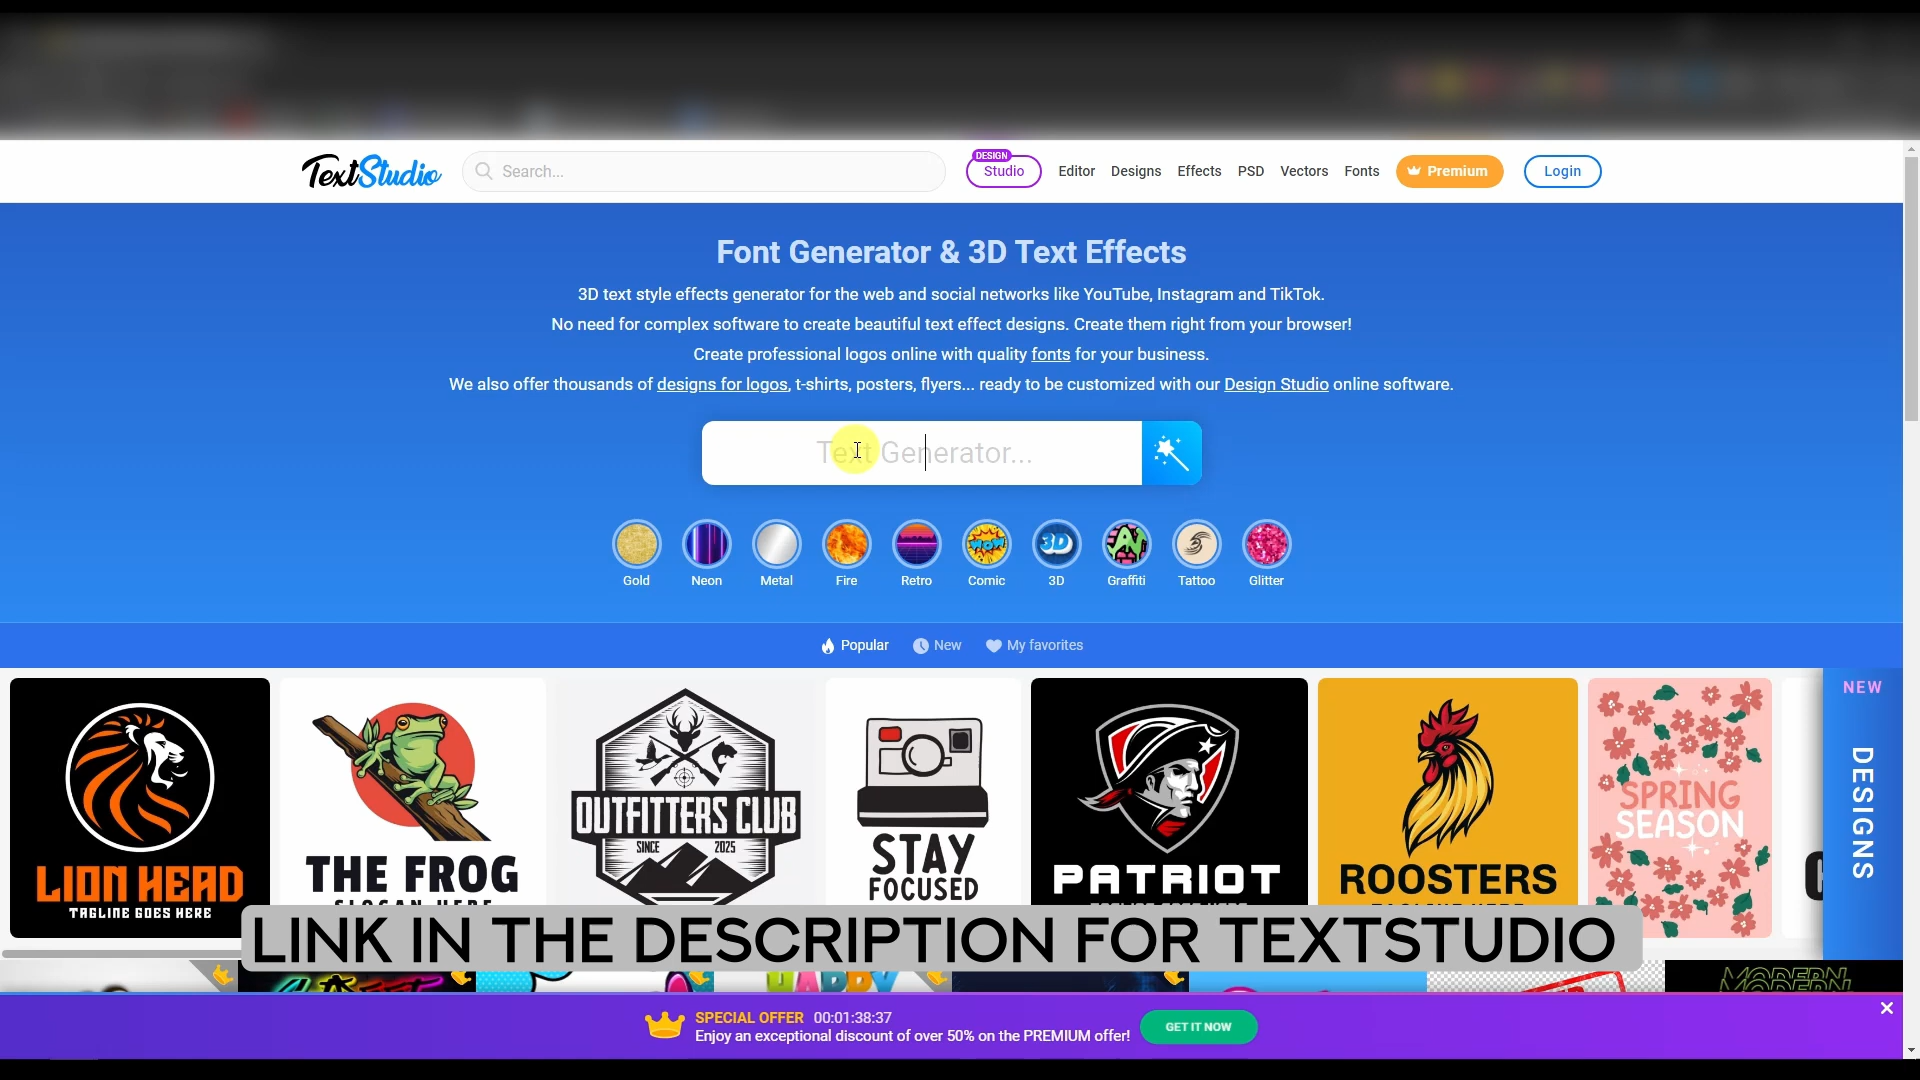 TextStudio
Search...
DESIGN
Studio
Editor
Designs
Effects
PSD
Vectors
Fonts
Premium
Login
Font Generator & 3D Text Effects
3D text style effects generator for the web and social networks like YouTube, Instagram and TikTok.
No need for complex software to create beautiful text effect designs. Create them right from your browser!
Create professional logos online with quality fonts for your business.
We also offer thousands of designs for logos, t-shirts, posters, flyers... ready to be customized with our Design Studio online software.
Text Generator...
WOW
3D
Gold
Neon
Metal
Fire
Retro
Comic
3D
Graffiti
Tattoo
Glitter
Popular
New
My favorites
LION HEAD
TAGLINE GOES HERE
THE FROG
SLOGAN HERE
OUTFITTERS CLUB
SINCE 2025
STAY
FOCUSED
PATRIOT
ROOSTERS
SPRING
SEASON
NEW
DESIGNS
LINK IN THE DESCRIPTION FOR TEXTSTUDIO
HAPPY
MODERN
SPECIAL OFFER 00:01:38:37
Enjoy an exceptional discount of over 50% on the PREMIUM offer!
GET IT NOW